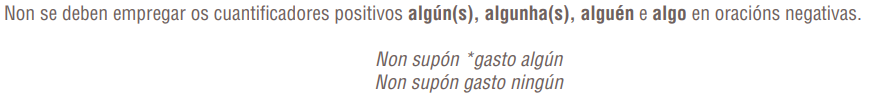 Non se deben empregar os cuantificadores positivos algún(s), algunha(s), alguén e algo en oracións negativas.
Non supón *gasto algún
Non supón gasto ningún